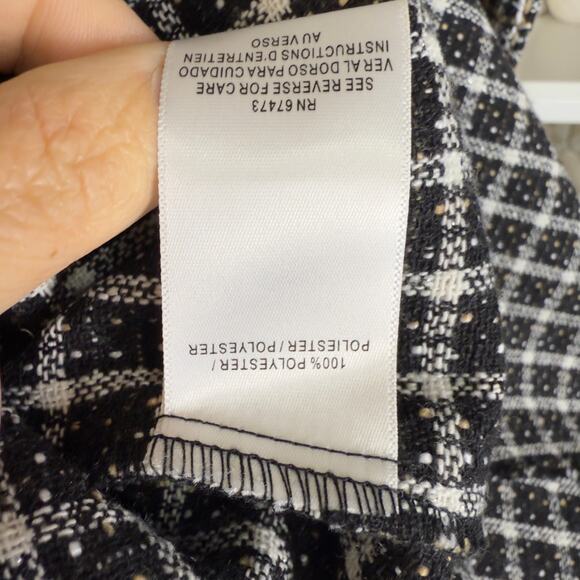 100% POLYESTER /
POLIESTER / POLYESTER
RN 67473
SEE REVERSE FOR CARE
VER AL DORSO PARA CUIDADO
INSTRUCTIONS D'ENTRETIEN
AU VERSO